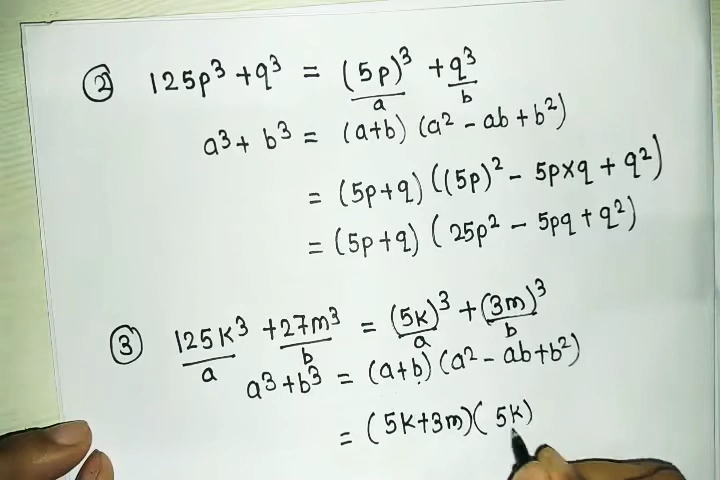 ② 125p³ + q³ = (5p)³ + q³
a b
a³ + b³ = (a+b) (a² - ab + b²)
= (5p+q) ((5p)² - 5p×q + q²)
= (5p+q) (25p² - 5pq + q²)
③ 125k³ + 27m³ = (5k)³ + (3m)³
a b a b
a³ + b³ = (a+b) (a² - ab + b²)
= (5k+3m) (5k)